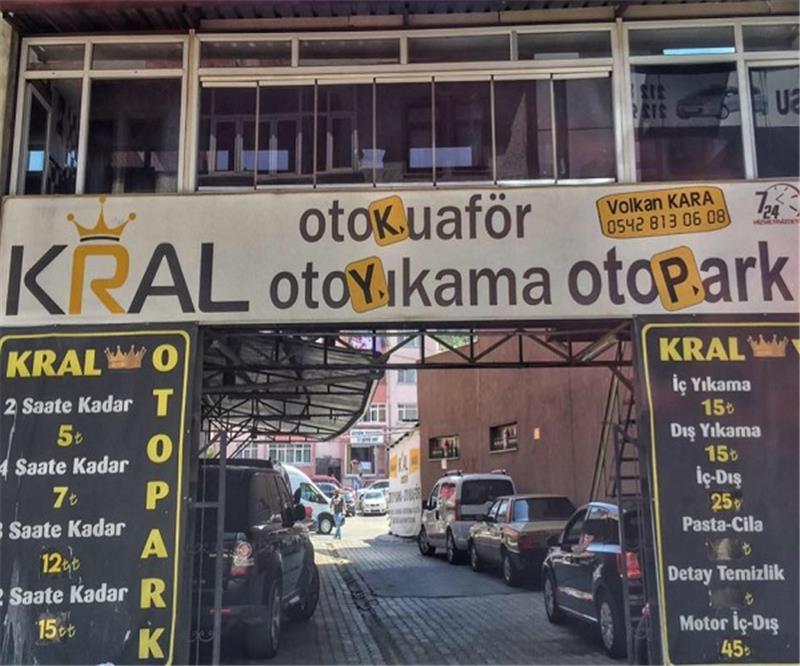 KRAL
otoKuaför
otoYıkama otoPark
Volkan KARA
0542 813 06 08
7/24
KRAL
OTOPARK
2 Saate Kadar
5₺
4 Saate Kadar
7₺
Saate Kadar
12₺
2 Saate Kadar
15₺
KRAL
İç Yıkama
15₺
Dış Yıkama
15₺
İç-Dış
25₺
Pasta-Cila
Detay Temizlik
Motor İç-Dış
45₺
KRAL